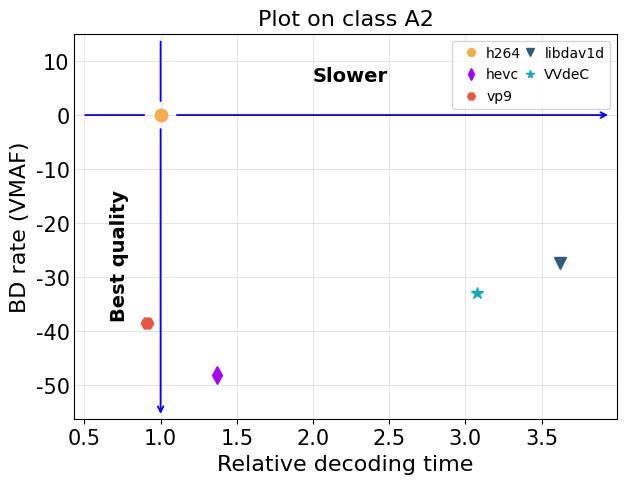 Plot on class A2
h264
hevc
vp9
libdav1d
VVdeC
Slower
Best quality
BD rate (VMAF)
10
0
-10
-20
-30
-40
-50
0.5 1.0 1.5 2.0 2.5 3.0 3.5
Relative decoding time